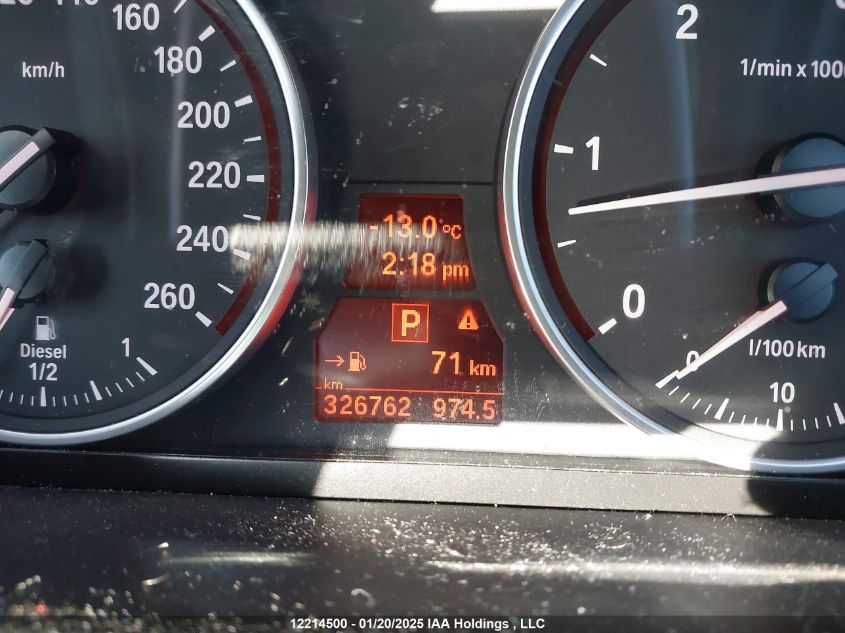 160
180
200
220
240
260
km/h
Diesel
1/2
1
-13.0 °C
2:18 pm
P
71 km
km
326762 974.5
2
1
0
1/min x 100
0
l/100 km
10
12214500 - 01/20/2025 IAA Holdings , LLC